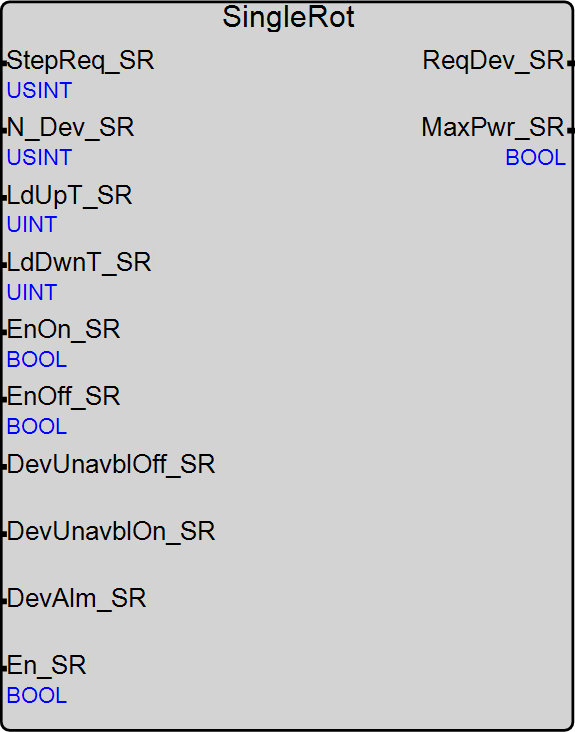 SingleRot
StepReq_SR
USINT
N_Dev_SR
USINT
LdUpT_SR
UINT
LdDwnT_SR
UINT
EnOn_SR
BOOL
EnOff_SR
BOOL
DevUnavblOff_SR
DevUnavblOn_SR
DevAlm_SR
En_SR
BOOL
ReqDev_SR
MaxPwr_SR
BOOL